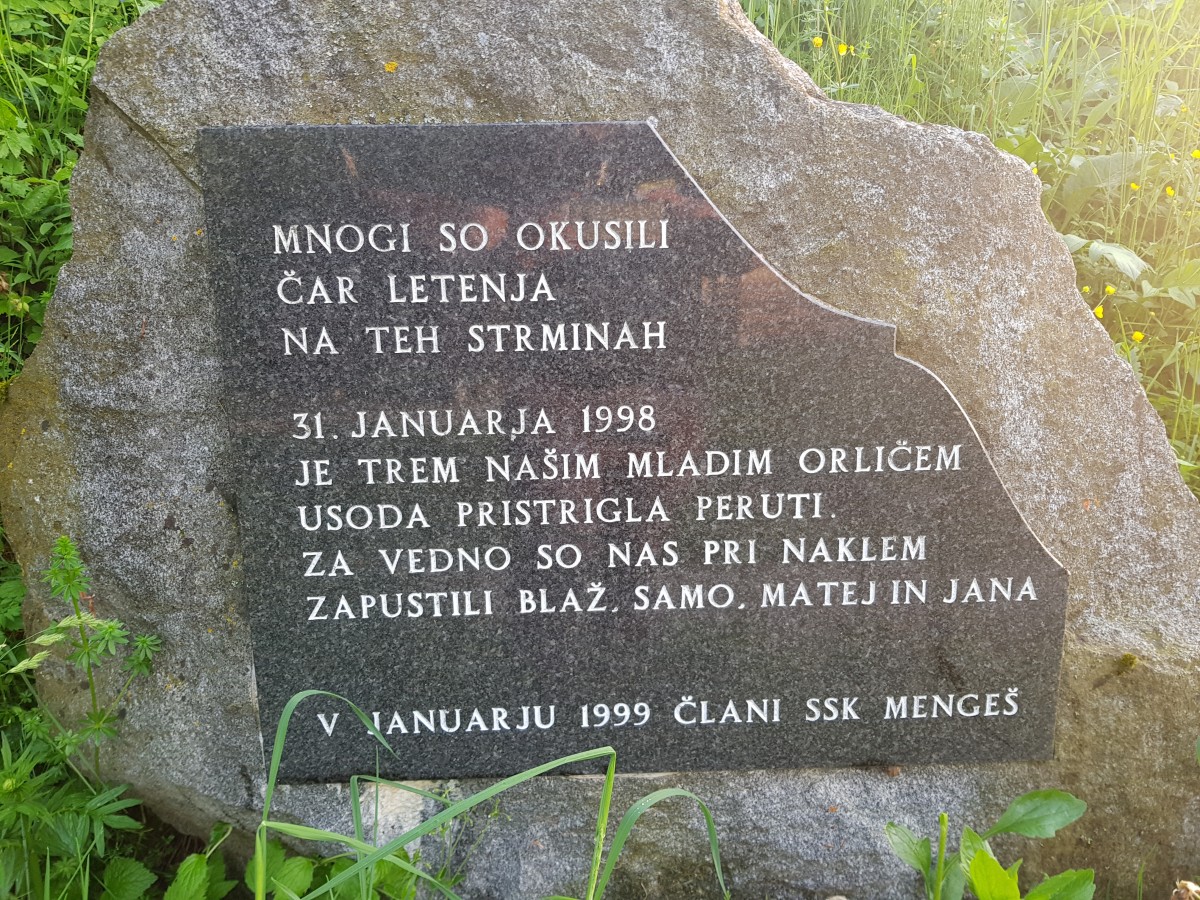 MNOGI SO OKUSILI
ČAR LETENJA
NA TEH STRMINAH
31. JANUARJA 1998
JE TREM NAŠIM MLADIM ORLIČEM
USODA PRISTRIGLA PERUTI.
ZA VEDNO SO NAS PRI NAKLEM
ZAPUSTILI BLAŽ, SAMO, MATEJ IN JANA
V JANUARJU 1999 ČLANI SSK MENGEŠ